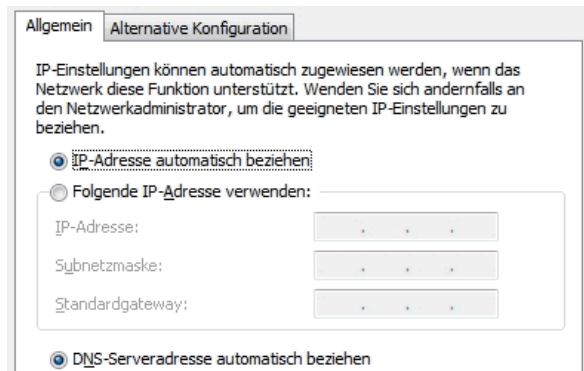 Allgemein Alternative Konfiguration
IP-Einstellungen können automatisch zugewiesen werden, wenn das
Netzwerk diese Funktion unterstützt. Wenden Sie sich andernfalls an
den Netzwerkadministrator, um die geeigneten IP-Einstellungen zu
beziehen.
IP-Adresse automatisch beziehen
Folgende IP-Adresse verwenden:
IP-Adresse: . . .
Subnetzmaske: . . .
Standardgateway: . . .
DNS-Serveradresse automatisch beziehen